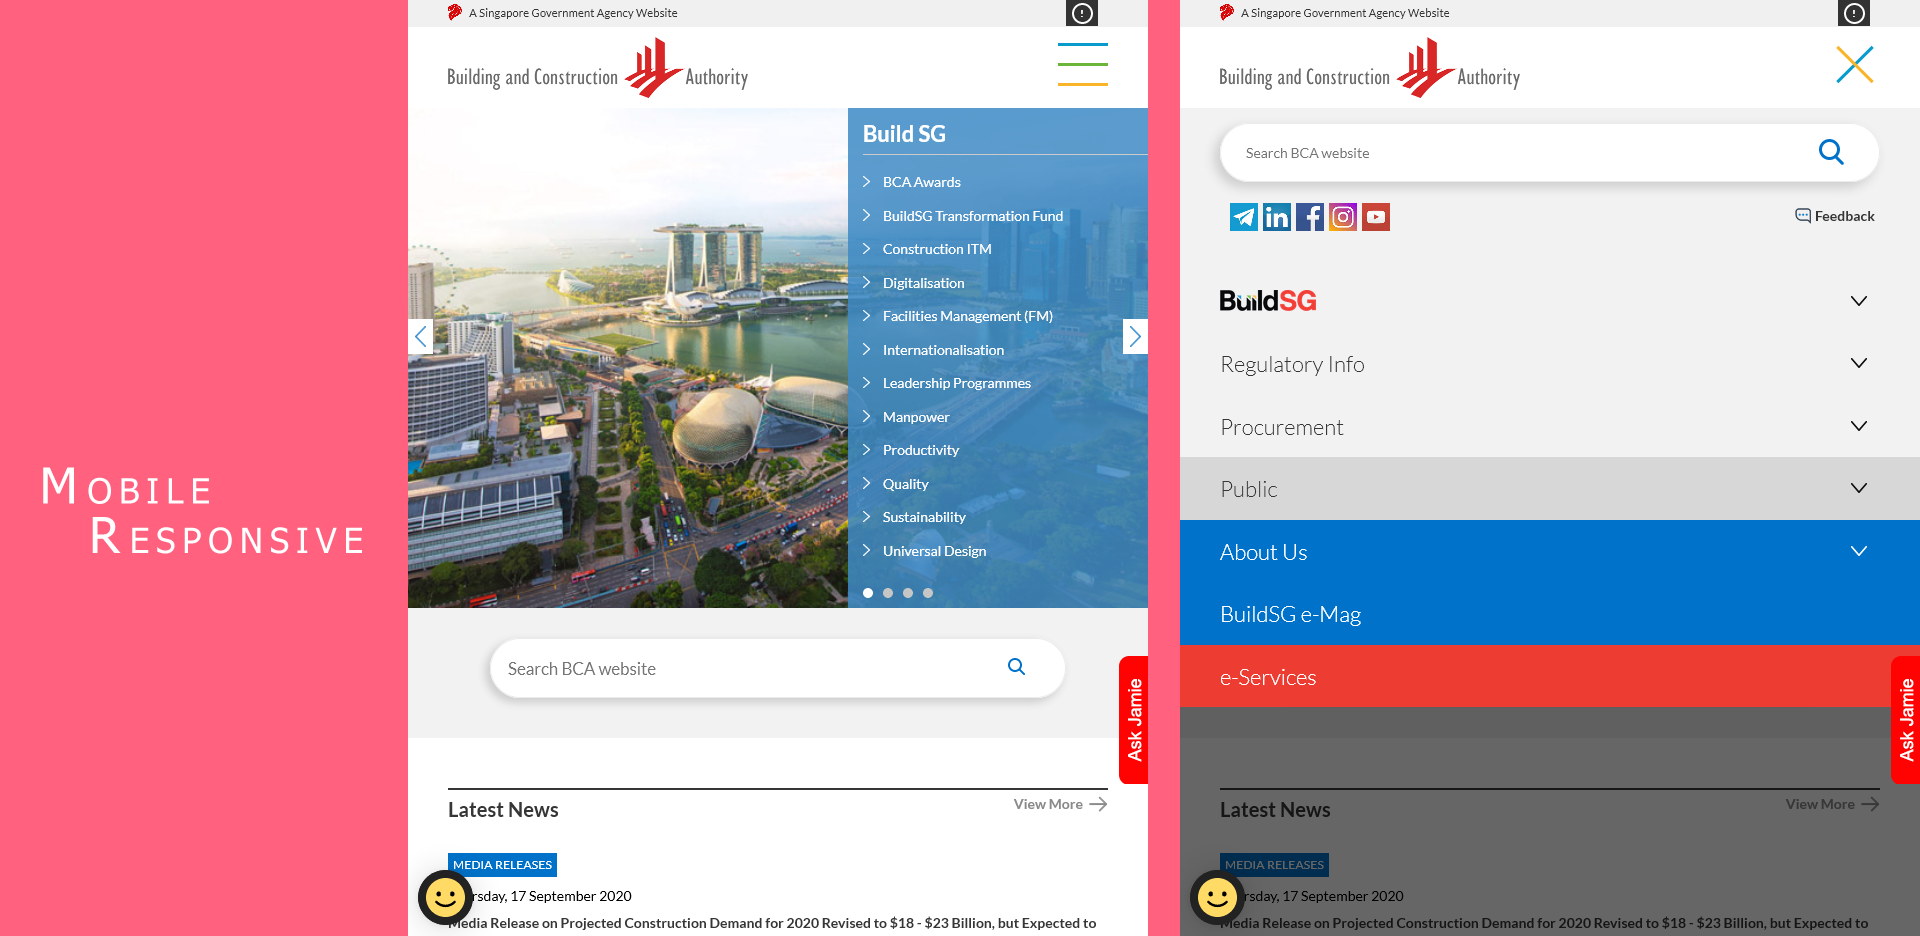 MOBILE
RESPONSIVE
A Singapore Government Agency Website
Building and Construction Authority
Build SG
BCA Awards
BuildSG Transformation Fund
Construction ITM
Digitalisation
Facilities Management (FM)
Internationalisation
Leadership Programmes
Manpower
Productivity
Quality
Sustainability
Universal Design
Search BCA website
Ask Jamie
Latest News
View More
MEDIA RELEASES
rsday, 17 September 2020
Media Release on Projected Construction Demand for 2020 Revised to $18 - $23 Billion, but Expected to
A Singapore Government Agency Website
Building and Construction Authority
Search BCA website
Feedback
BuildSG
Regulatory Info
Procurement
Public
About Us
BuildSG e-Mag
e-Services
Ask Jamie
Latest News
View More
MEDIA RELEASES
rsday, 17 September 2020
Media Release on Projected Construction Demand for 2020 Revised to $18 - $23 Billion, but Expected to